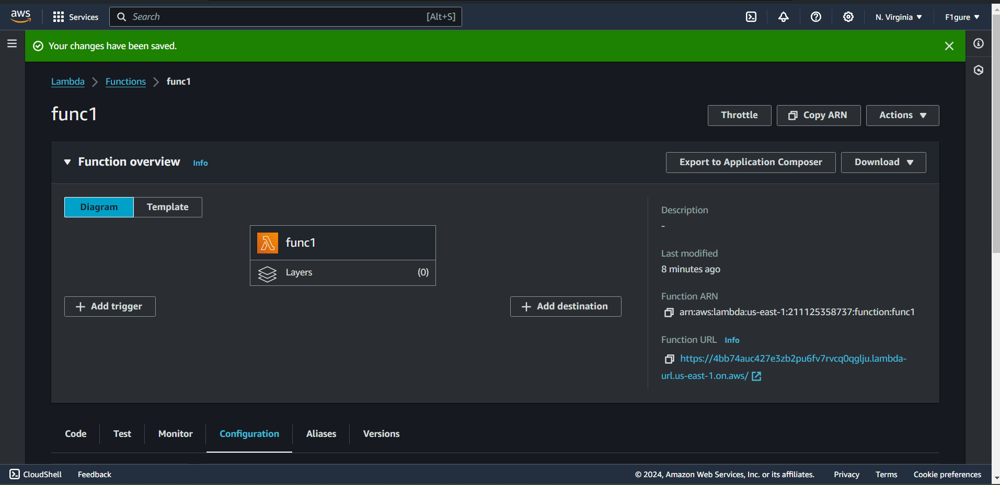 aws
Services
Search
[Alt+S]
N. Virginia
F1gure
Your changes have been saved.
Lambda
Functions
func1
func1
Throttle
Copy ARN
Actions
Function overview
Info
Export to Application Composer
Download
Diagram
Template
func1
Layers
(0)
Add trigger
Add destination
Description
-
Last modified
8 minutes ago
Function ARN
arn:aws:lambda:us-east-1:211125358737:function:func1
Function URL
Info
https://4bb74auc427e3zb2pu6fv7rvcq0qglju.lambda-
url.us-east-1.on.aws/
Code
Test
Monitor
Configuration
Aliases
Versions
CloudShell
Feedback
© 2024, Amazon Web Services, Inc. or its affiliates.
Privacy
Terms
Cookie preferences